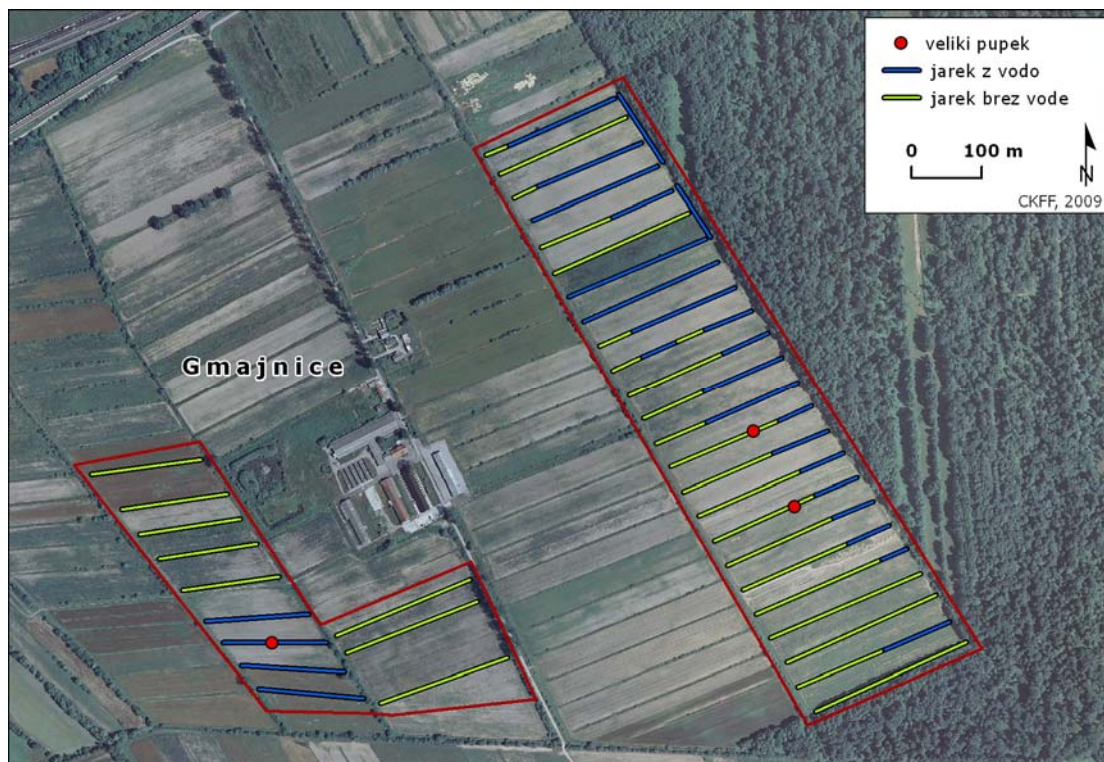 veliki pupek
jarek z vodo
jarek brez vode
0 100 m
N
CKFF, 2009
Gmajnice